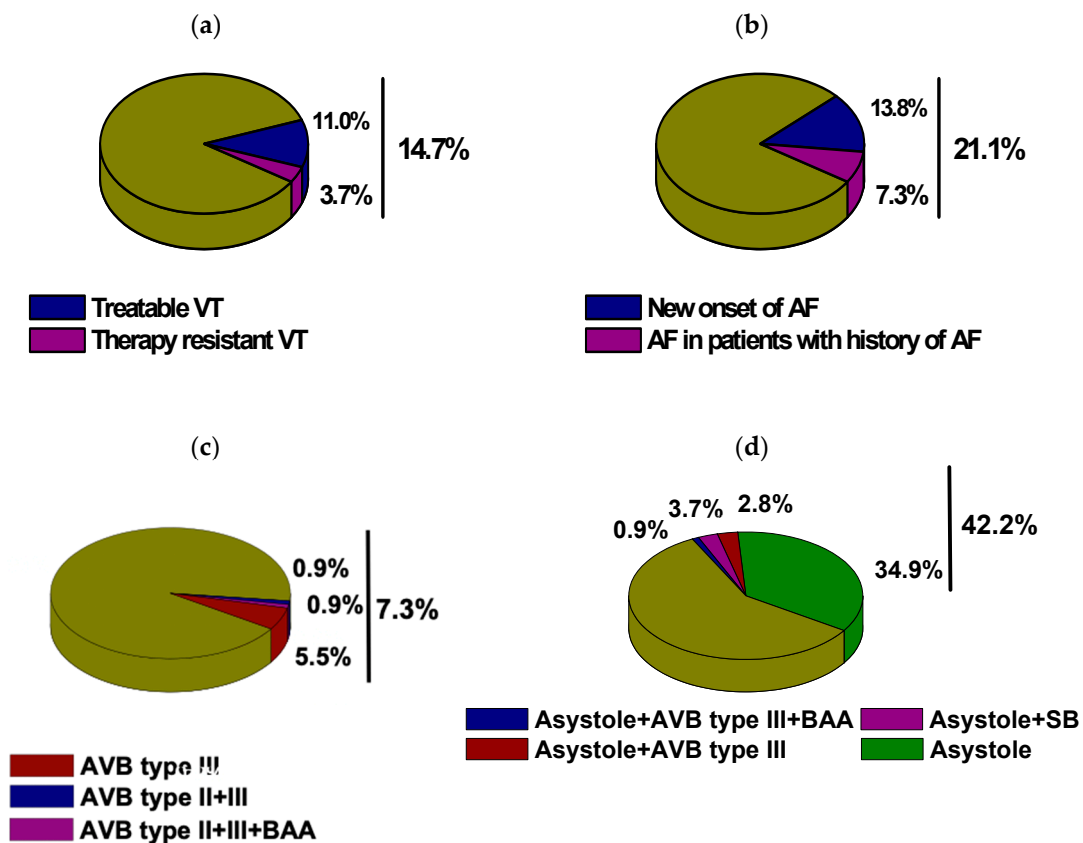 (a)
11.0%
14.7%
3.7%
Treatable VT
Therapy resistant VT
(b)
13.8%
21.1%
7.3%
New onset of AF
AF in patients with history of AF
(c)
0.9%
0.9%
7.3%
5.5%
AVB type III
AVB type II+III
AVB type II+III+BAA
(d)
2.8%
3.7%
0.9%
42.2%
34.9%
Asystole+AVB type III+BAA
Asystole+SB
Asystole+AVB type III
Asystole